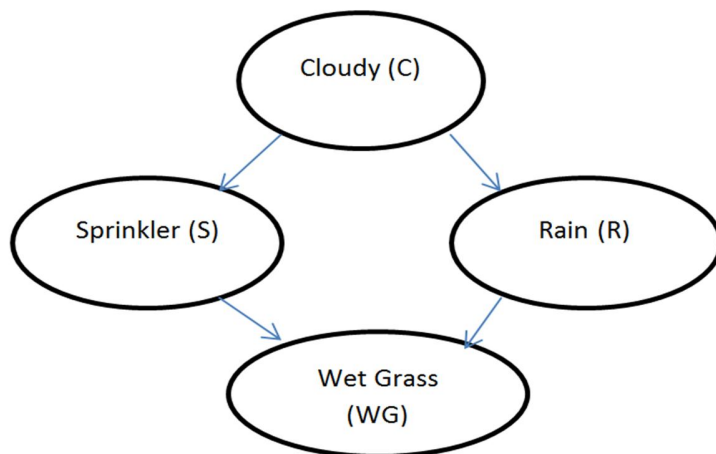 Cloudy (C)
Sprinkler (S)
Rain (R)
Wet Grass
(WG)